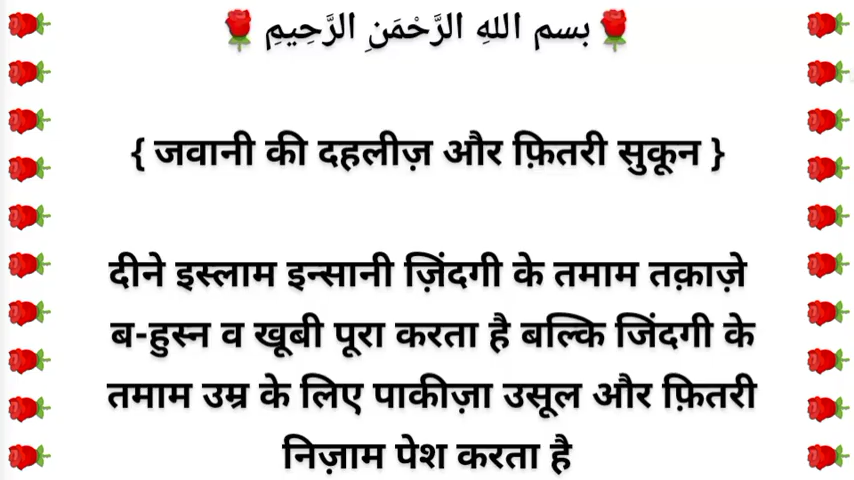 بسم اللهِ الرَّحْمَنِ الرَّحِيمِ
{ जवानी की दहलीज़ और फ़ितरी सुकून }
दीने इस्लाम इन्सानी ज़िंदगी के तमाम तक़ाज़े
ब-हुस्न व खूबी पूरा करता है बल्कि जिंदगी के
तमाम उम्र के लिए पाकीज़ा उसूल और फ़ितरी
निज़ाम पेश करता है